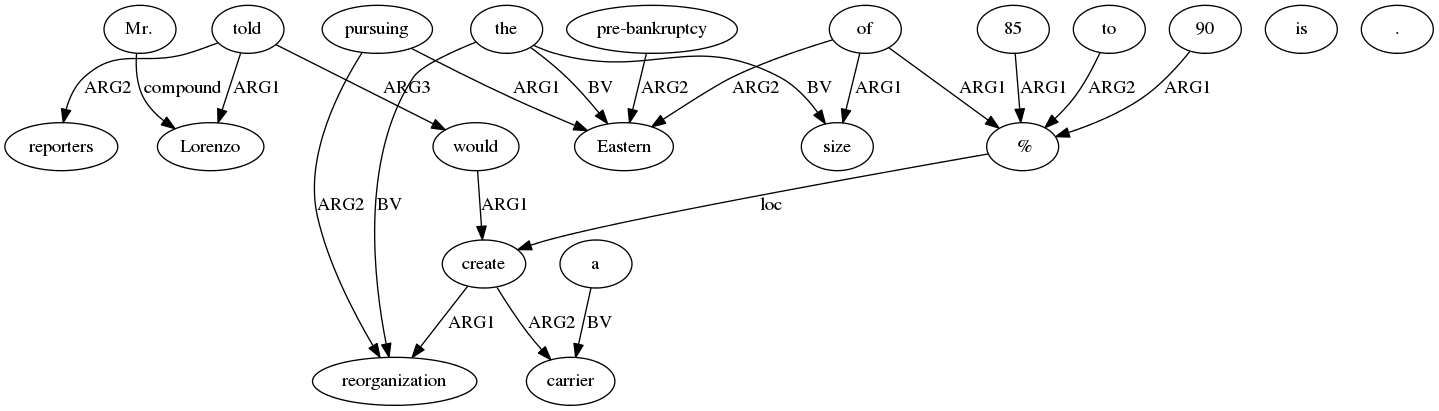 Mr. told pursuing the pre-bankruptcy of 85 to 90 is .
ARG2 compound ARG1 ARG3 ARG1 BV ARG2 ARG2 BV ARG1 ARG1 ARG1 ARG2 ARG1
reporters Lorenzo would Eastern size %
ARG2 BV ARG1 loc
create a
ARG1 ARG2 BV
reorganization carrier